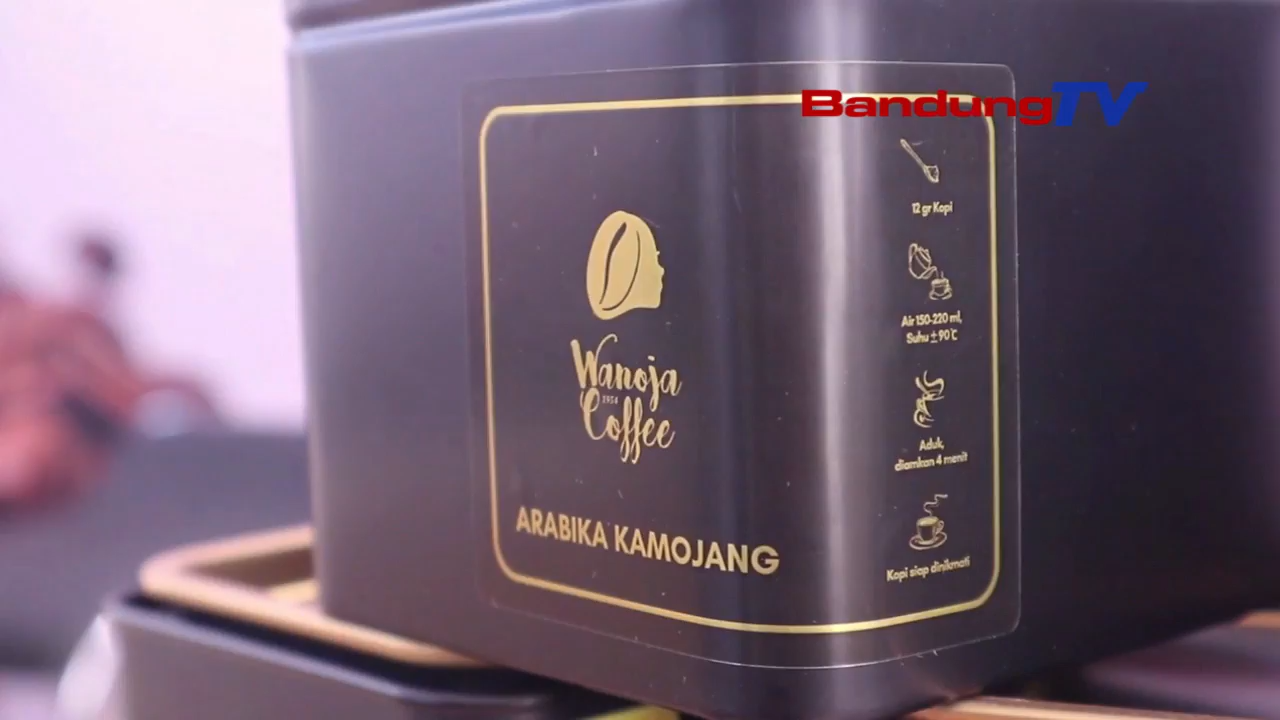 BandungTV
Wanoja
Coffee
ARABIKA KAMOJANG
12 gr Kopi
Air 150-220 ml,
Suhu ±90℃
Aduk,
diamkan 4 menit
Kopi siap dinikmati